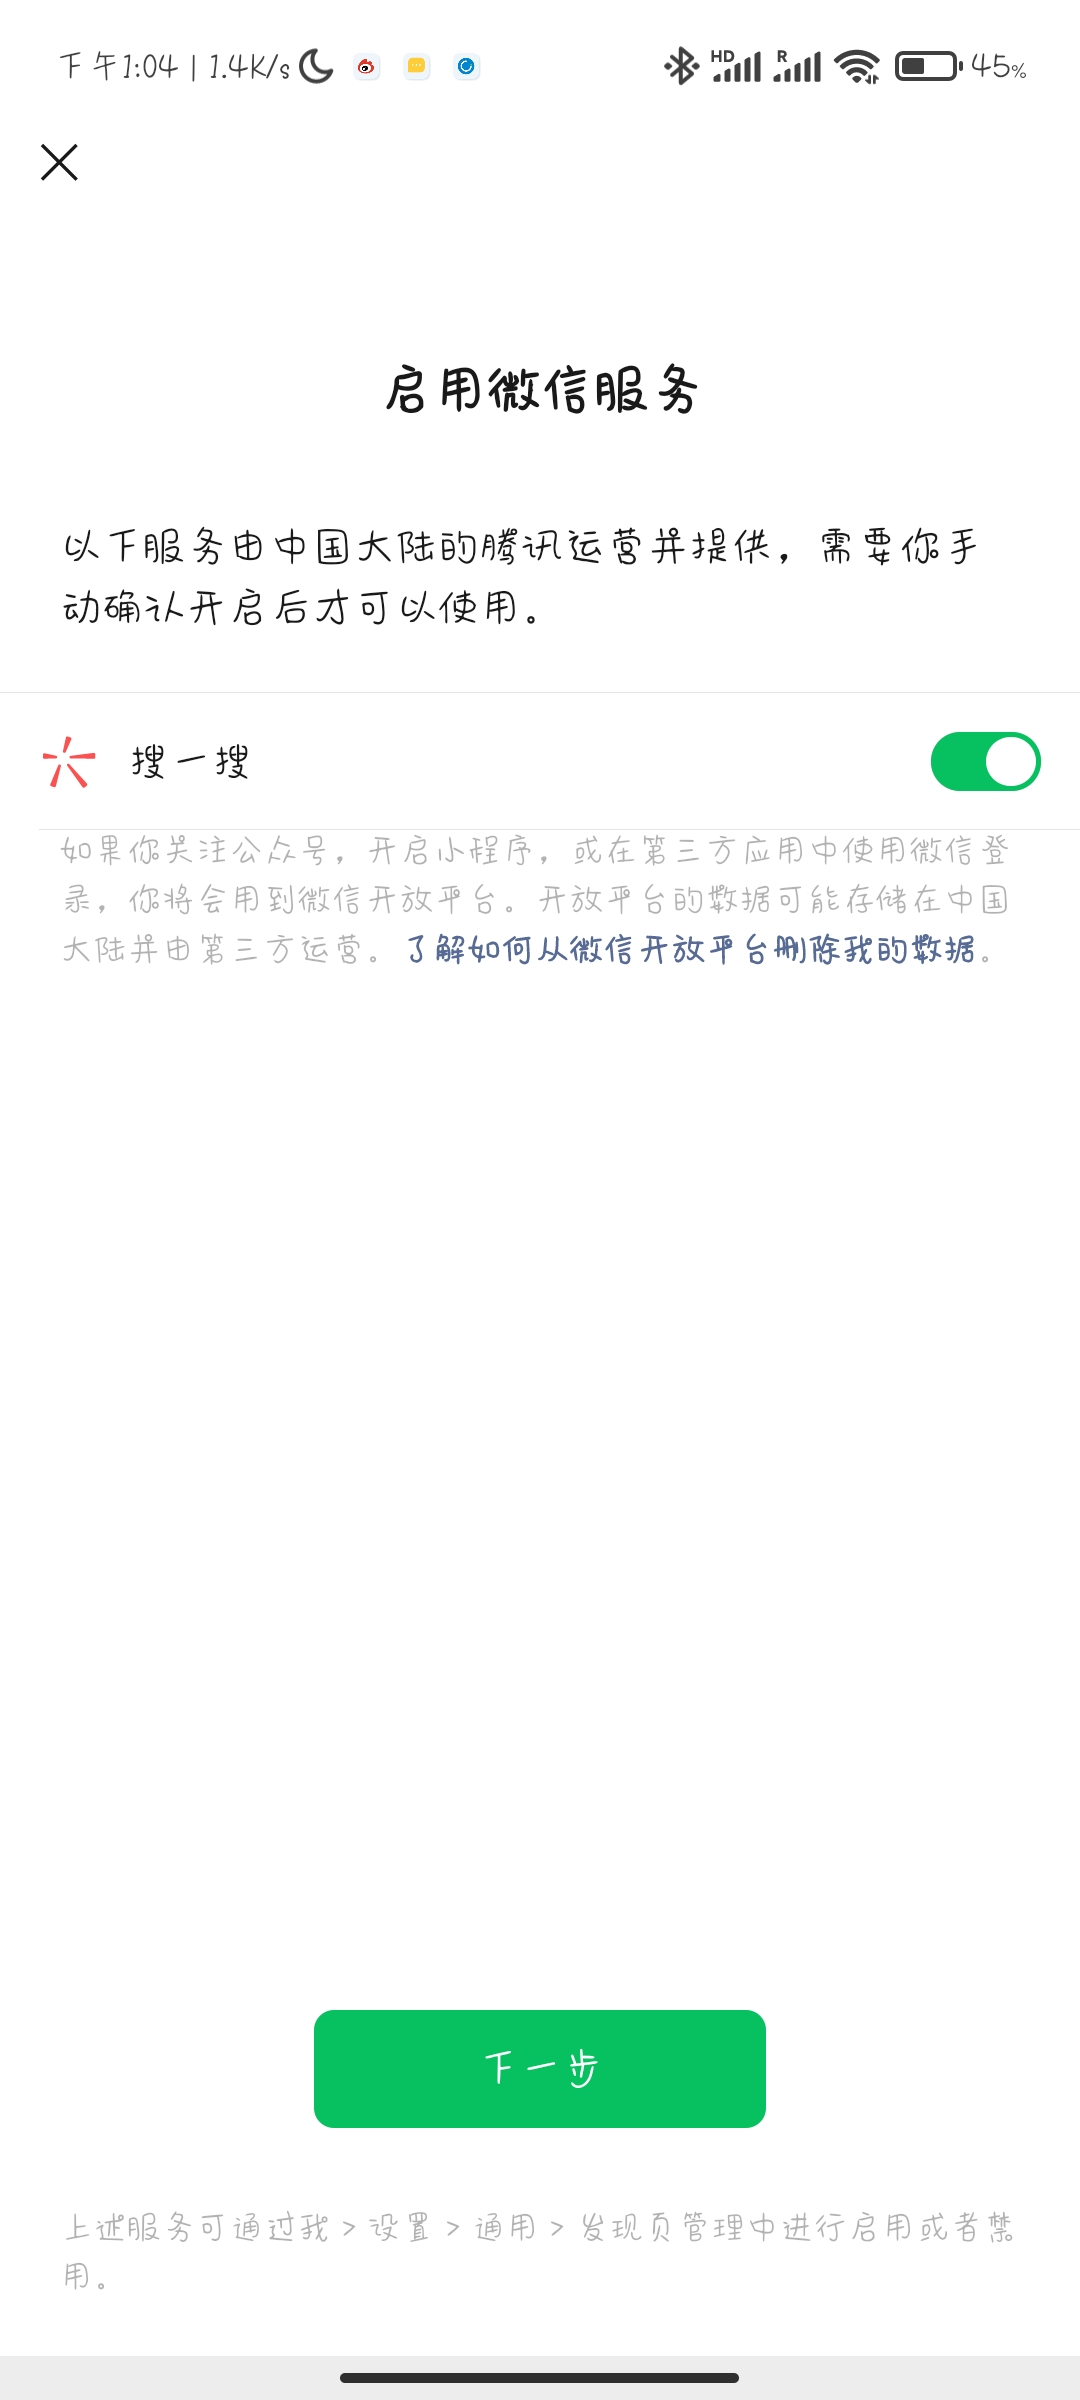 下午1:04 | 1.4K/s HD R 45%
启用微信服务
以下服务由中国大陆的腾讯运营并提供，需要你手
动确认开启后才可以使用。
搜一搜
如果你关注公众号，开启小程序，或在第三方应用中使用微信登
录，你将会用到微信开放平台。开放平台的数据可能存储在中国
大陆并由第三方运营。了解如何从微信开放平台删除我的数据。
下一步
上述服务可通过我 > 设置 > 通用 > 发现页管理中进行启用或者禁
用。